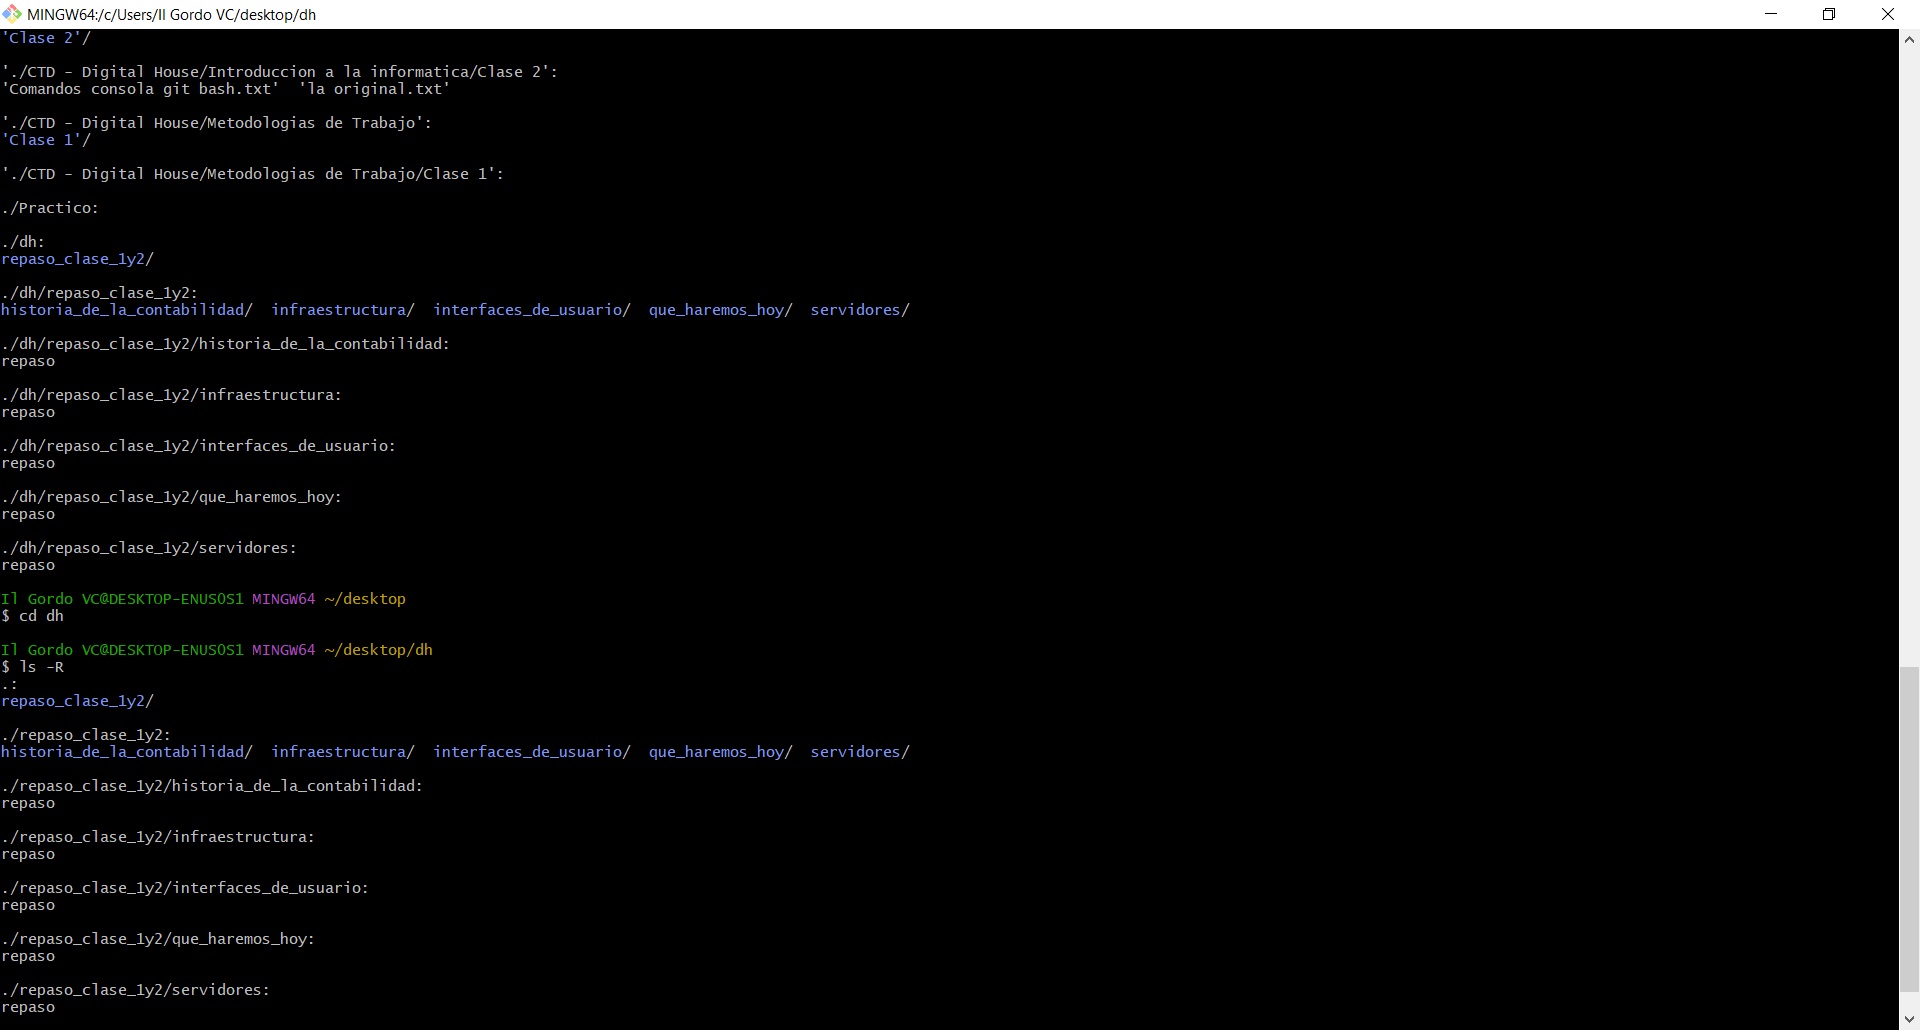 MINGW64:/c/Users/Il Gordo VC/desktop/dh
'Clase 2'/
'./CTD - Digital House/Introduccion a la informatica/Clase 2':
'Comandos consola git bash.txt'  'la original.txt'
'./CTD - Digital House/Metodologias de Trabajo':
'Clase 1'/
'./CTD - Digital House/Metodologias de Trabajo/Clase 1':
./Practico:
./dh:
repaso_clase_1y2/
./dh/repaso_clase_1y2:
historia_de_la_contabilidad/  infraestructura/  interfaces_de_usuario/  que_haremos_hoy/  servidores/
./dh/repaso_clase_1y2/historia_de_la_contabilidad:
repaso
./dh/repaso_clase_1y2/infraestructura:
repaso
./dh/repaso_clase_1y2/interfaces_de_usuario:
repaso
./dh/repaso_clase_1y2/que_haremos_hoy:
repaso
./dh/repaso_clase_1y2/servidores:
repaso
Il Gordo VC@DESKTOP-ENUSOS1 MINGW64 ~/desktop
$ cd dh
Il Gordo VC@DESKTOP-ENUSOS1 MINGW64 ~/desktop/dh
$ ls -R
.:
repaso_clase_1y2/
./repaso_clase_1y2:
historia_de_la_contabilidad/  infraestructura/  interfaces_de_usuario/  que_haremos_hoy/  servidores/
./repaso_clase_1y2/historia_de_la_contabilidad:
repaso
./repaso_clase_1y2/infraestructura:
repaso
./repaso_clase_1y2/interfaces_de_usuario:
repaso
./repaso_clase_1y2/que_haremos_hoy:
repaso
./repaso_clase_1y2/servidores:
repaso